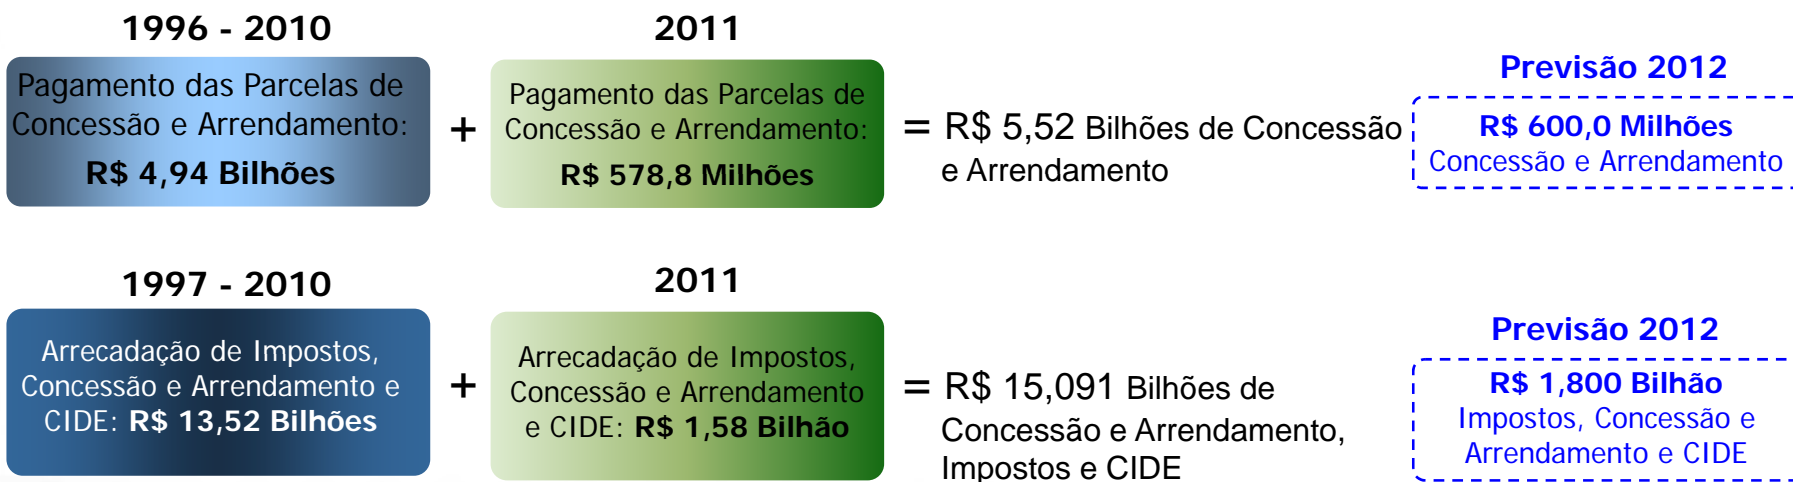 1996 - 2010
Pagamento das Parcelas de
Concessão e Arrendamento:
R$ 4,94 Bilhões
+
2011
Pagamento das Parcelas de
Concessão e Arrendamento:
R$ 578,8 Milhões
= R$ 5,52 Bilhões de Concessão
e Arrendamento
Previsão 2012
R$ 600,0 Milhões
Concessão e Arrendamento
1997 - 2010
Arrecadação de Impostos,
Concessão e Arrendamento e
CIDE: R$ 13,52 Bilhões
+
2011
Arrecadação de Impostos,
Concessão e Arrendamento
e CIDE: R$ 1,58 Bilhão
= R$ 15,091 Bilhões de
Concessão e Arrendamento,
Impostos e CIDE
Previsão 2012
R$ 1,800 Bilhão
Impostos, Concessão e
Arrendamento e CIDE